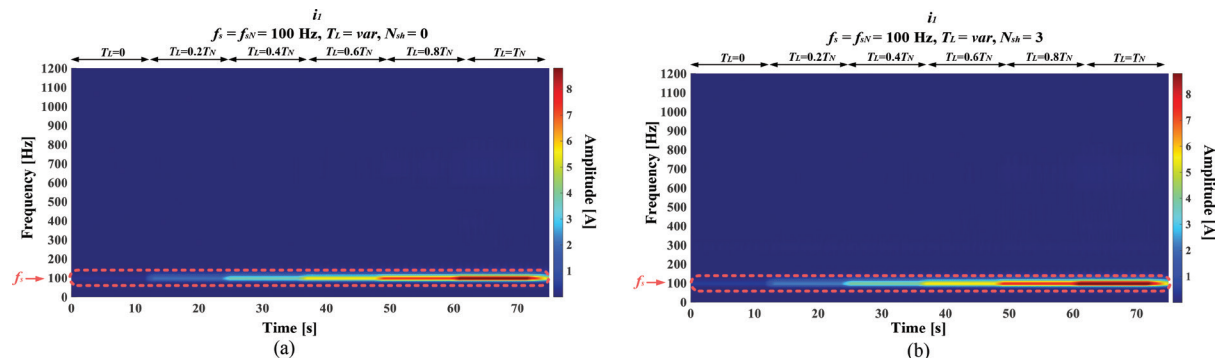 i1
fs = fsN = 100 Hz, TL = var, Nsh = 0
TL=0 TL=0.2TN TL=0.4TN TL=0.6TN TL=0.8TN TL=TN
1200
1100
1000
900
800
700
600
500
400
300
200
100
0
Frequency [Hz]
fs
0 10 20 30 40 50 60 70
Time [s]
8
7
6
5
4
3
2
1
Amplitude [A]
(a)
i1
fs = fsN = 100 Hz, TL = var, Nsh = 3
TL=0 TL=0.2TN TL=0.4TN TL=0.6TN TL=0.8TN TL=TN
1200
1100
1000
900
800
700
600
500
400
300
200
100
0
Frequency [Hz]
fs
0 10 20 30 40 50 60 70
Time [s]
8
7
6
5
4
3
2
1
Amplitude [A]
(b)